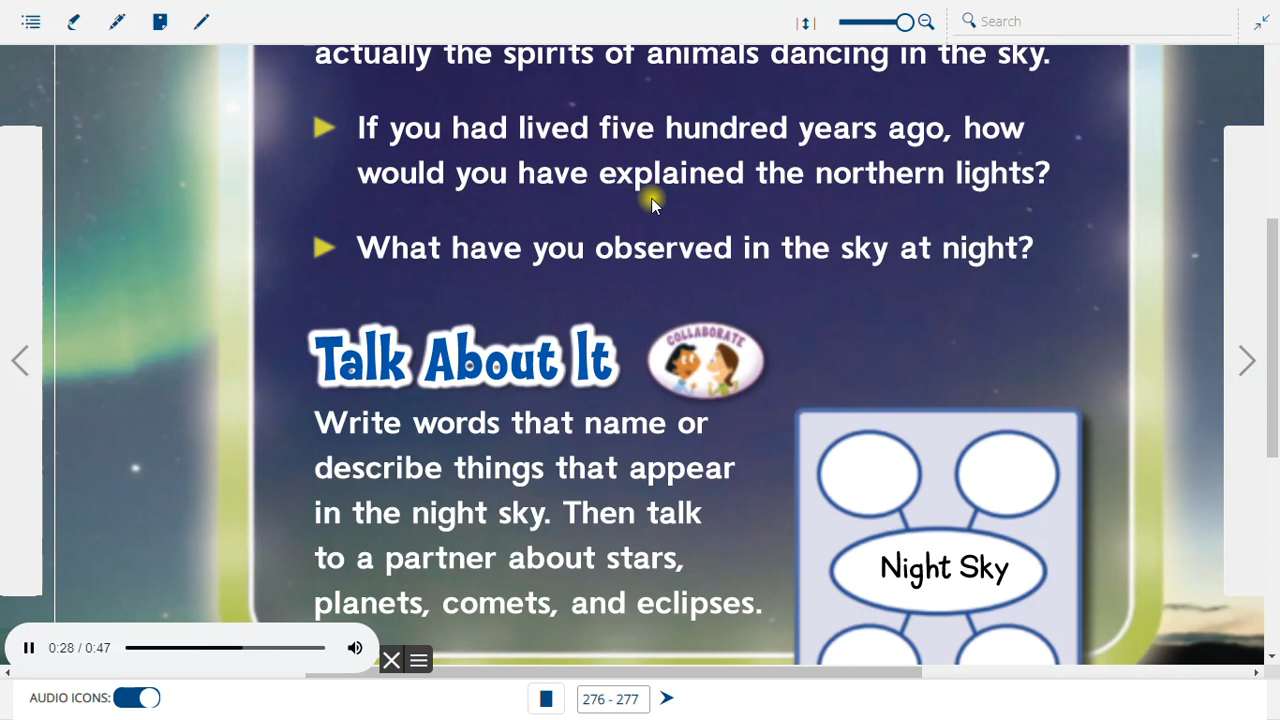 Search
actually the spirits of animals dancing in the sky.
If you had lived five hundred years ago, how
would you have explained the northern lights?
What have you observed in the sky at night?
Talk About It
COLLABORATE
Write words that name or
describe things that appear
in the night sky. Then talk
to a partner about stars,
planets, comets, and eclipses.
Night Sky
0:28 / 0:47
AUDIO ICONS:
276 - 277